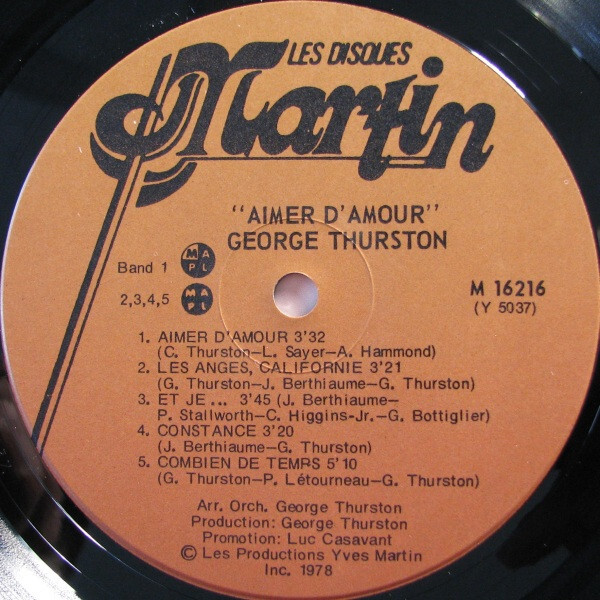 LES DISQUES
Martin
"AIMER D'AMOUR"
GEORGE THURSTON
Band 1 M A P L
2,3,4,5 M A P L
M 16216
(Y 5037)
1. AIMER D'AMOUR 3'32
(C. Thurston–L. Sayer–A. Hammond)
2. LES ANGES, CALIFORNIE 3'21
(G. Thurston–J. Berthiaume–G. Thurston)
3. ET JE ... 3'45 (J. Berthiaume–
P. Stallworth–C. Higgins-Jr.–G. Bottiglier)
4. CONSTANCE 3'20
(J. Berthiaume–G. Thurston)
5. COMBIEN DE TEMPS 5'10
(G. Thurston–P. Létourneau–G. Thurston)
Arr. Orch. George Thurston
Production: George Thurston
Promotion: Luc Casavant
© Les Productions Yves Martin
Inc. 1978